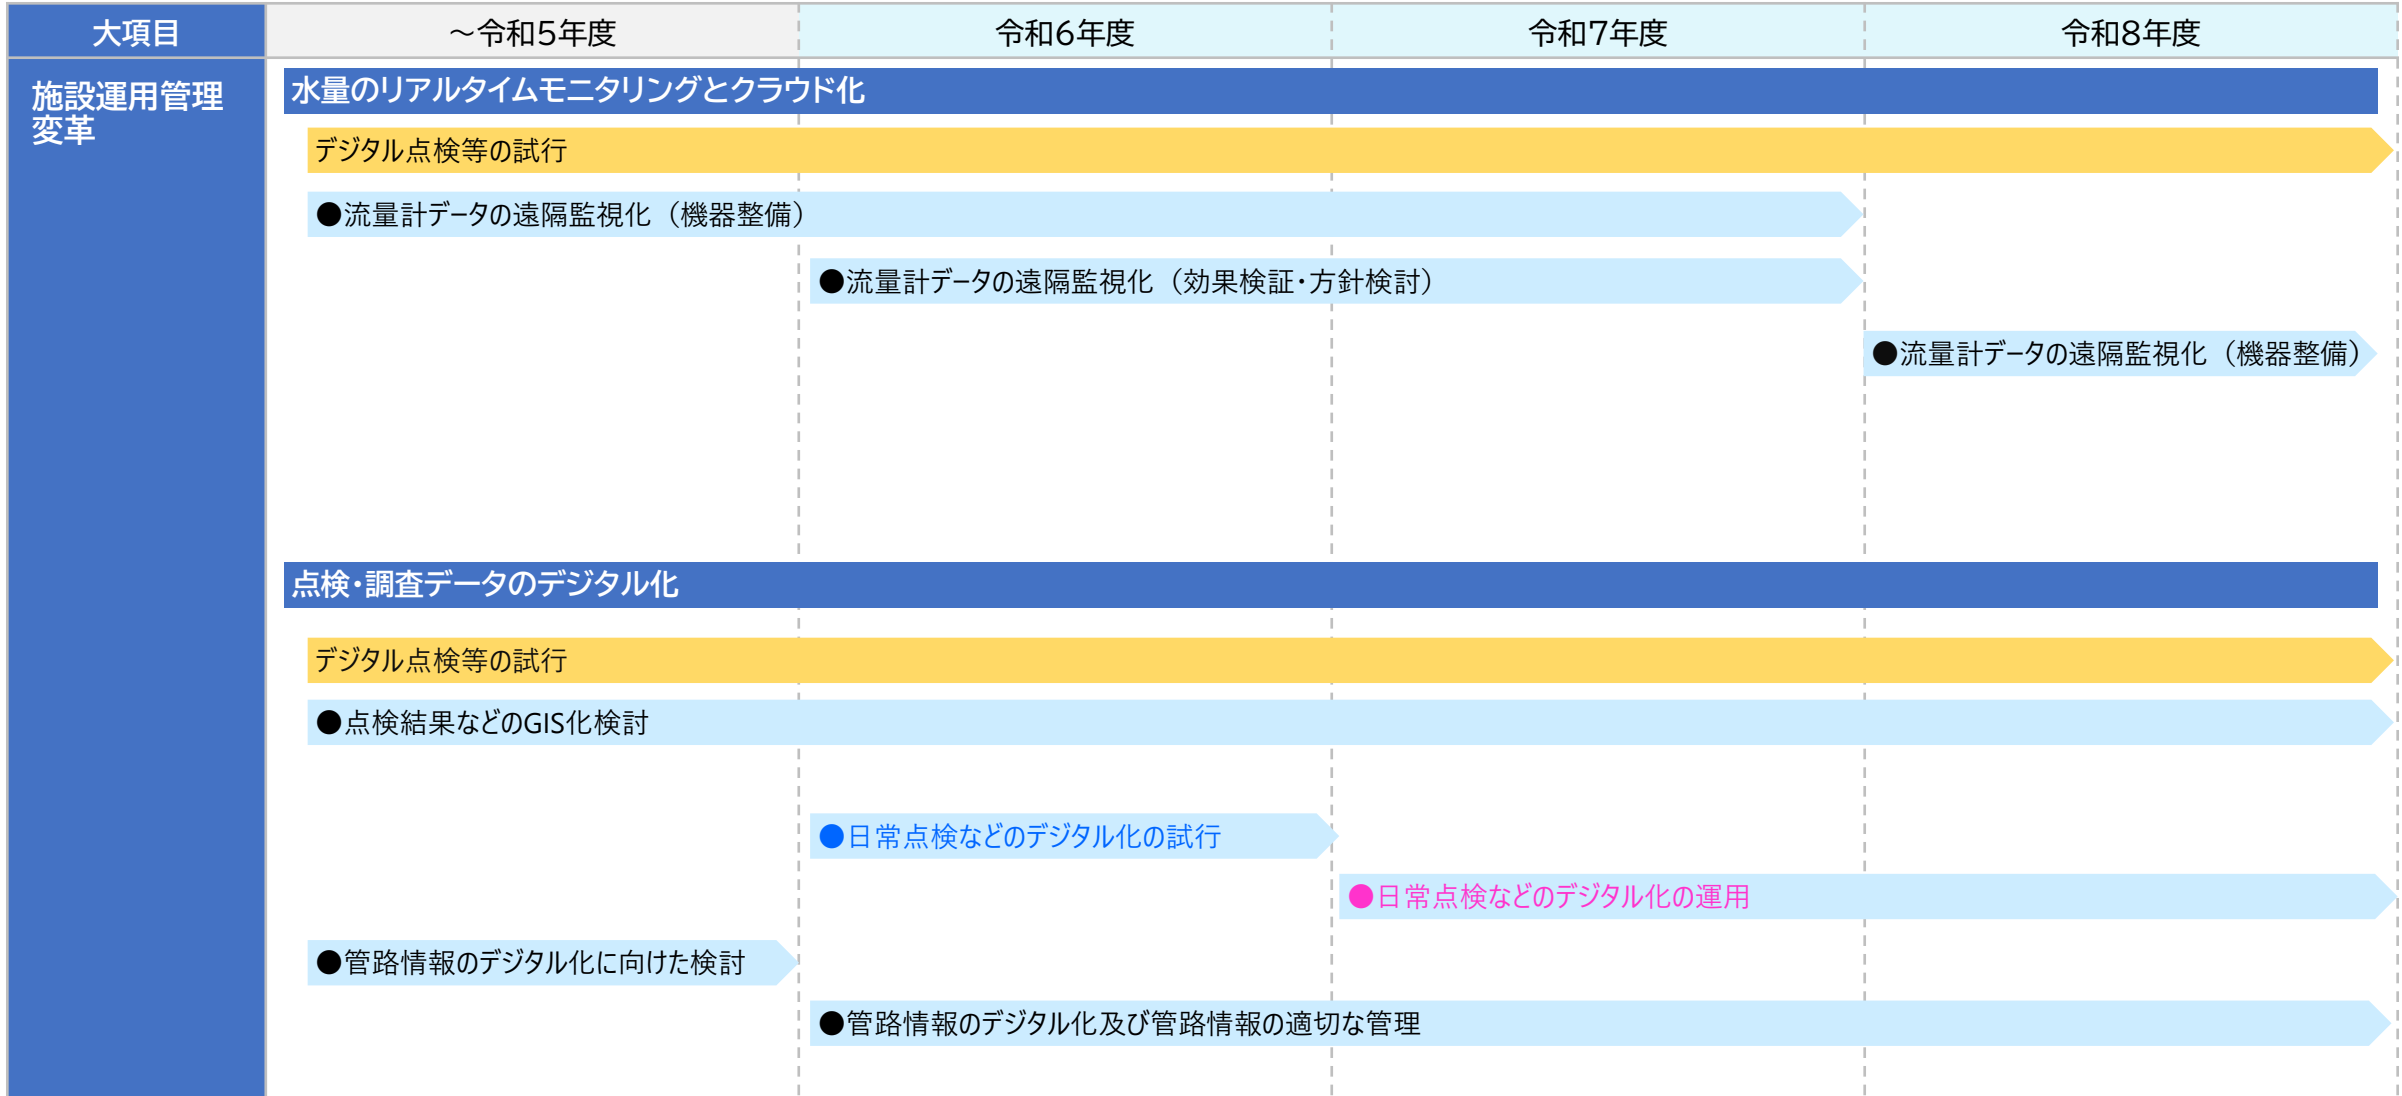 大項目
～令和5年度
令和6年度
令和7年度
令和8年度
施設運用管理
変革
水量のリアルタイムモニタリングとクラウド化
デジタル点検等の試行
●流量計データの遠隔監視化（機器整備）
●流量計データの遠隔監視化（効果検証・方針検討）
●流量計データの遠隔監視化（機器整備）
点検・調査データのデジタル化
デジタル点検等の試行
●点検結果などのGIS化検討
●日常点検などのデジタル化の試行
●日常点検などのデジタル化の運用
●管路情報のデジタル化に向けた検討
●管路情報のデジタル化及び管路情報の適切な管理